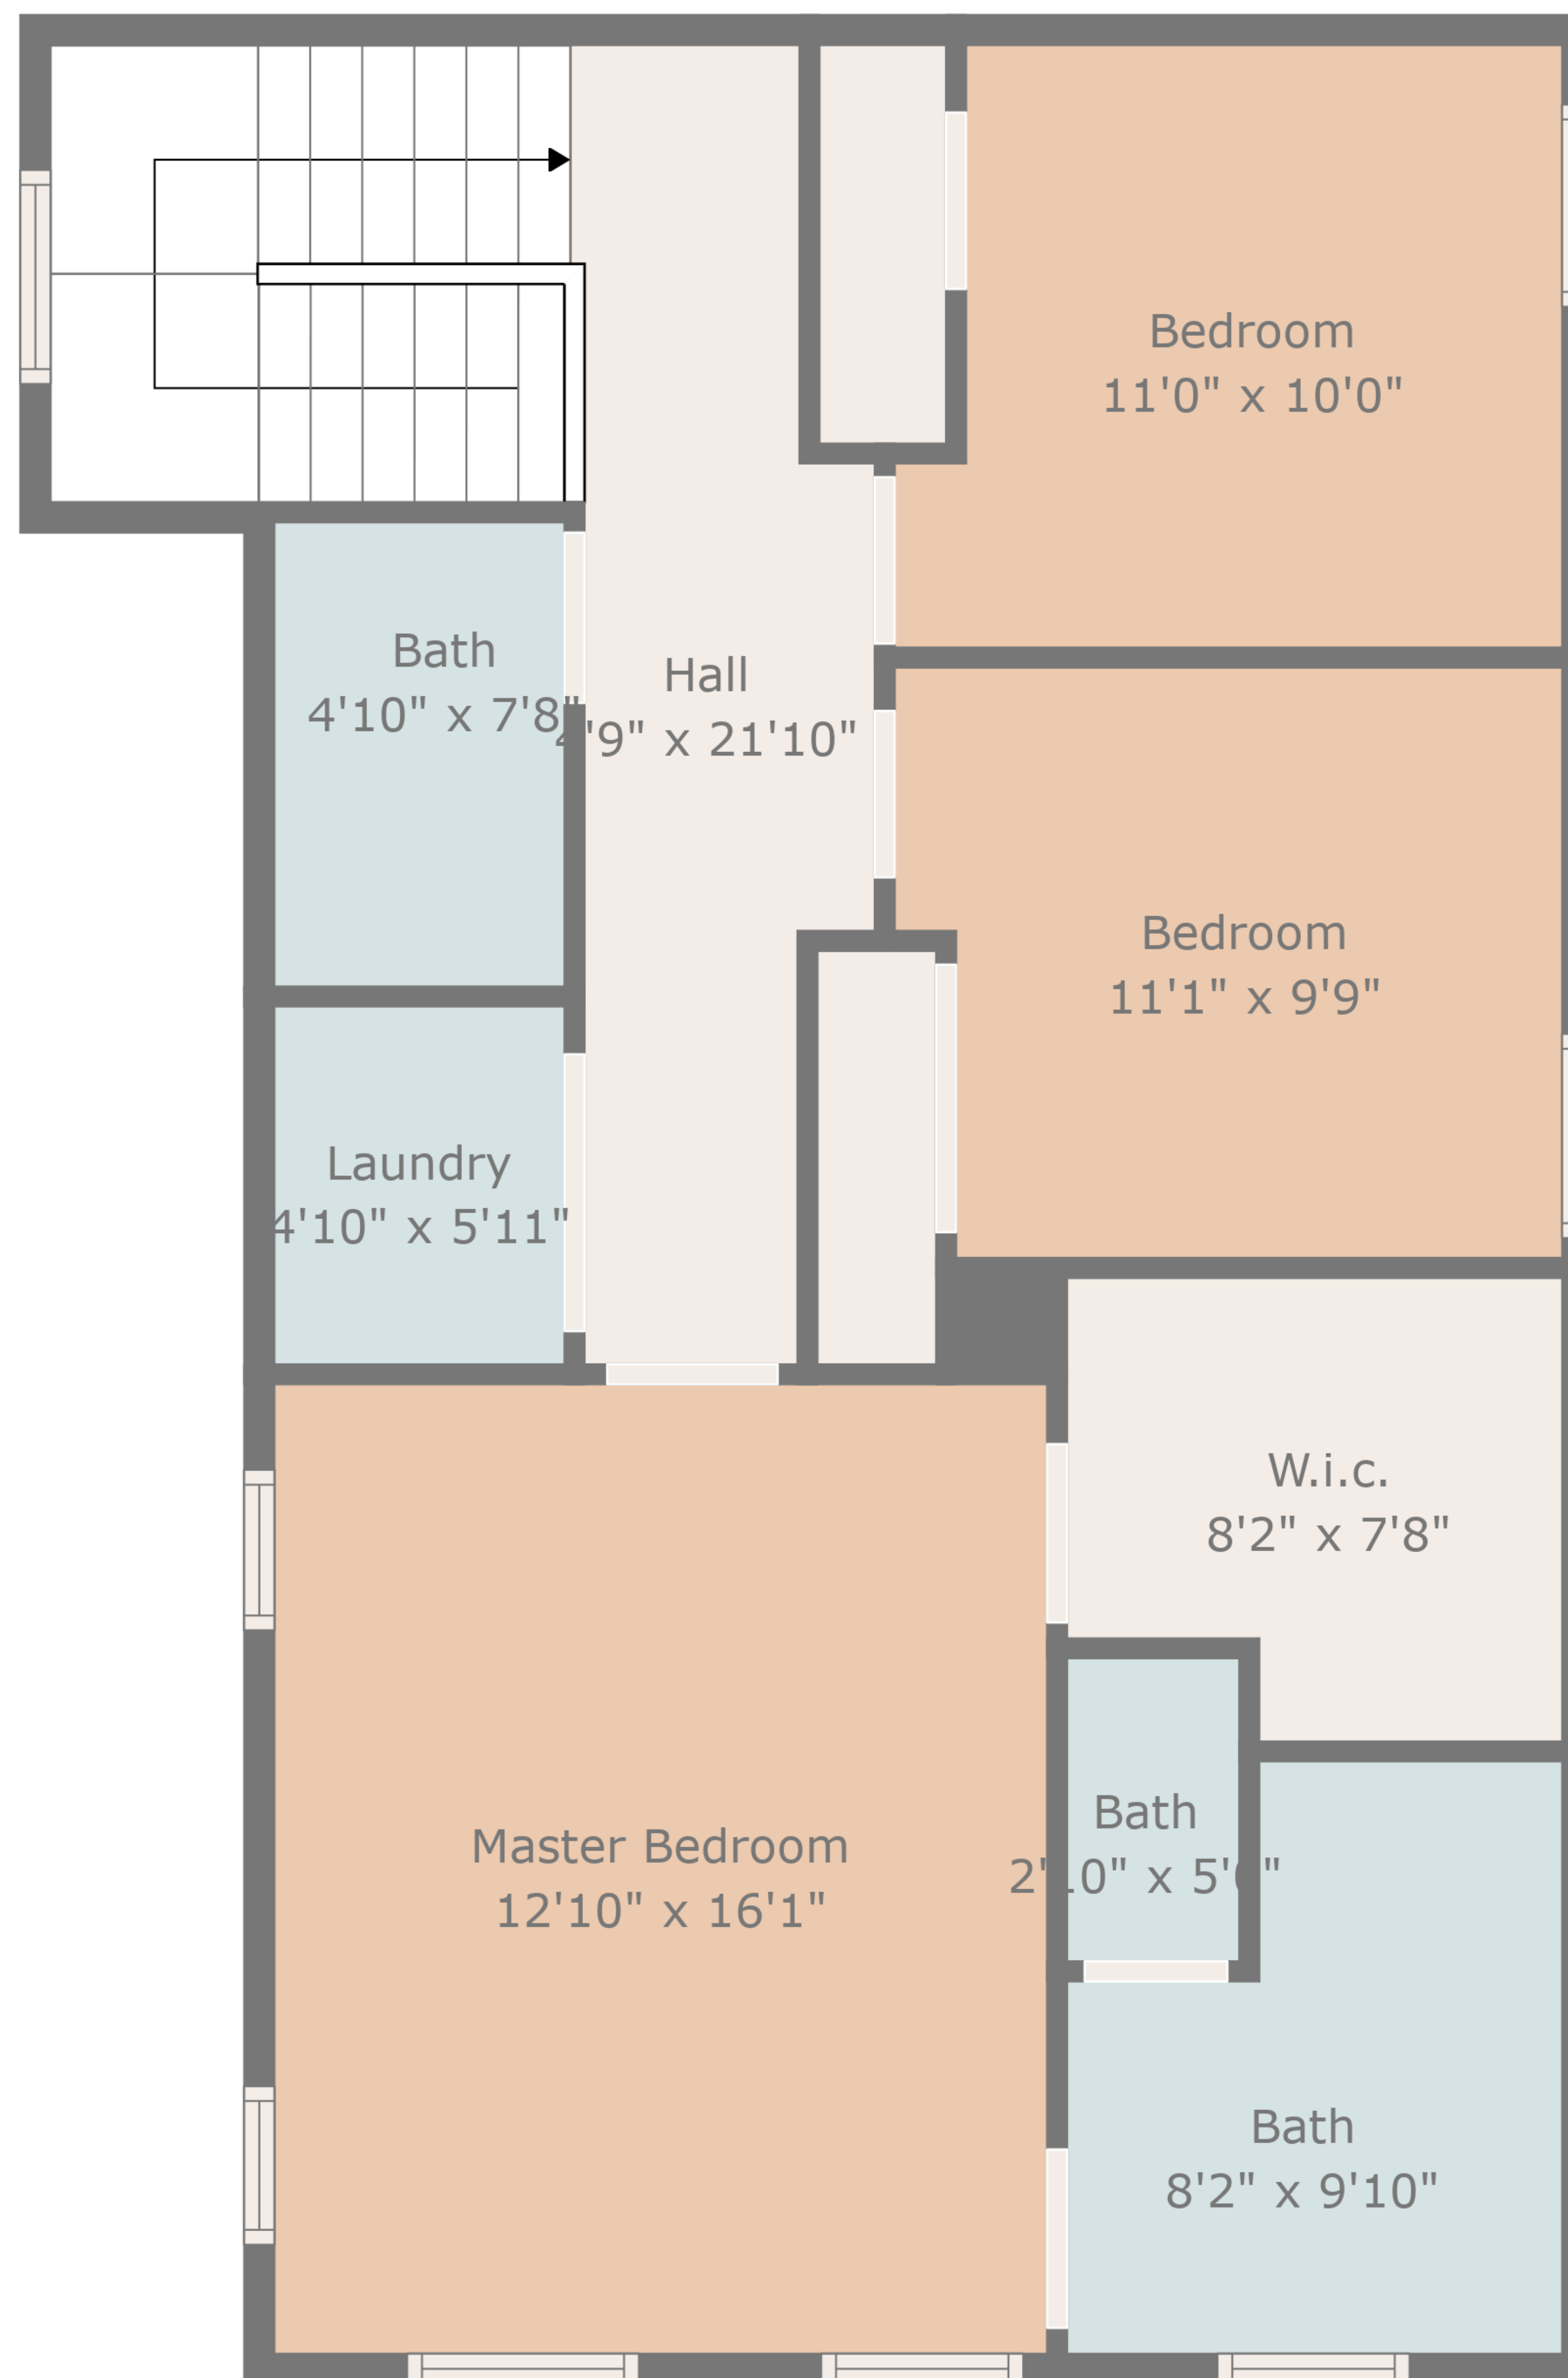 Bedroom
11'0" x 10'0"
Bath
4'10" x 7'8"
Hall
'9" x 21'10"
Bedroom
11'1" x 9'9"
Laundry
4'10" x 5'11"
W.i.c.
8'2" x 7'8"
Bath
2'10" x
Master Bedroom
12'10" x 16'1"
Bath
8'2" x 9'10"